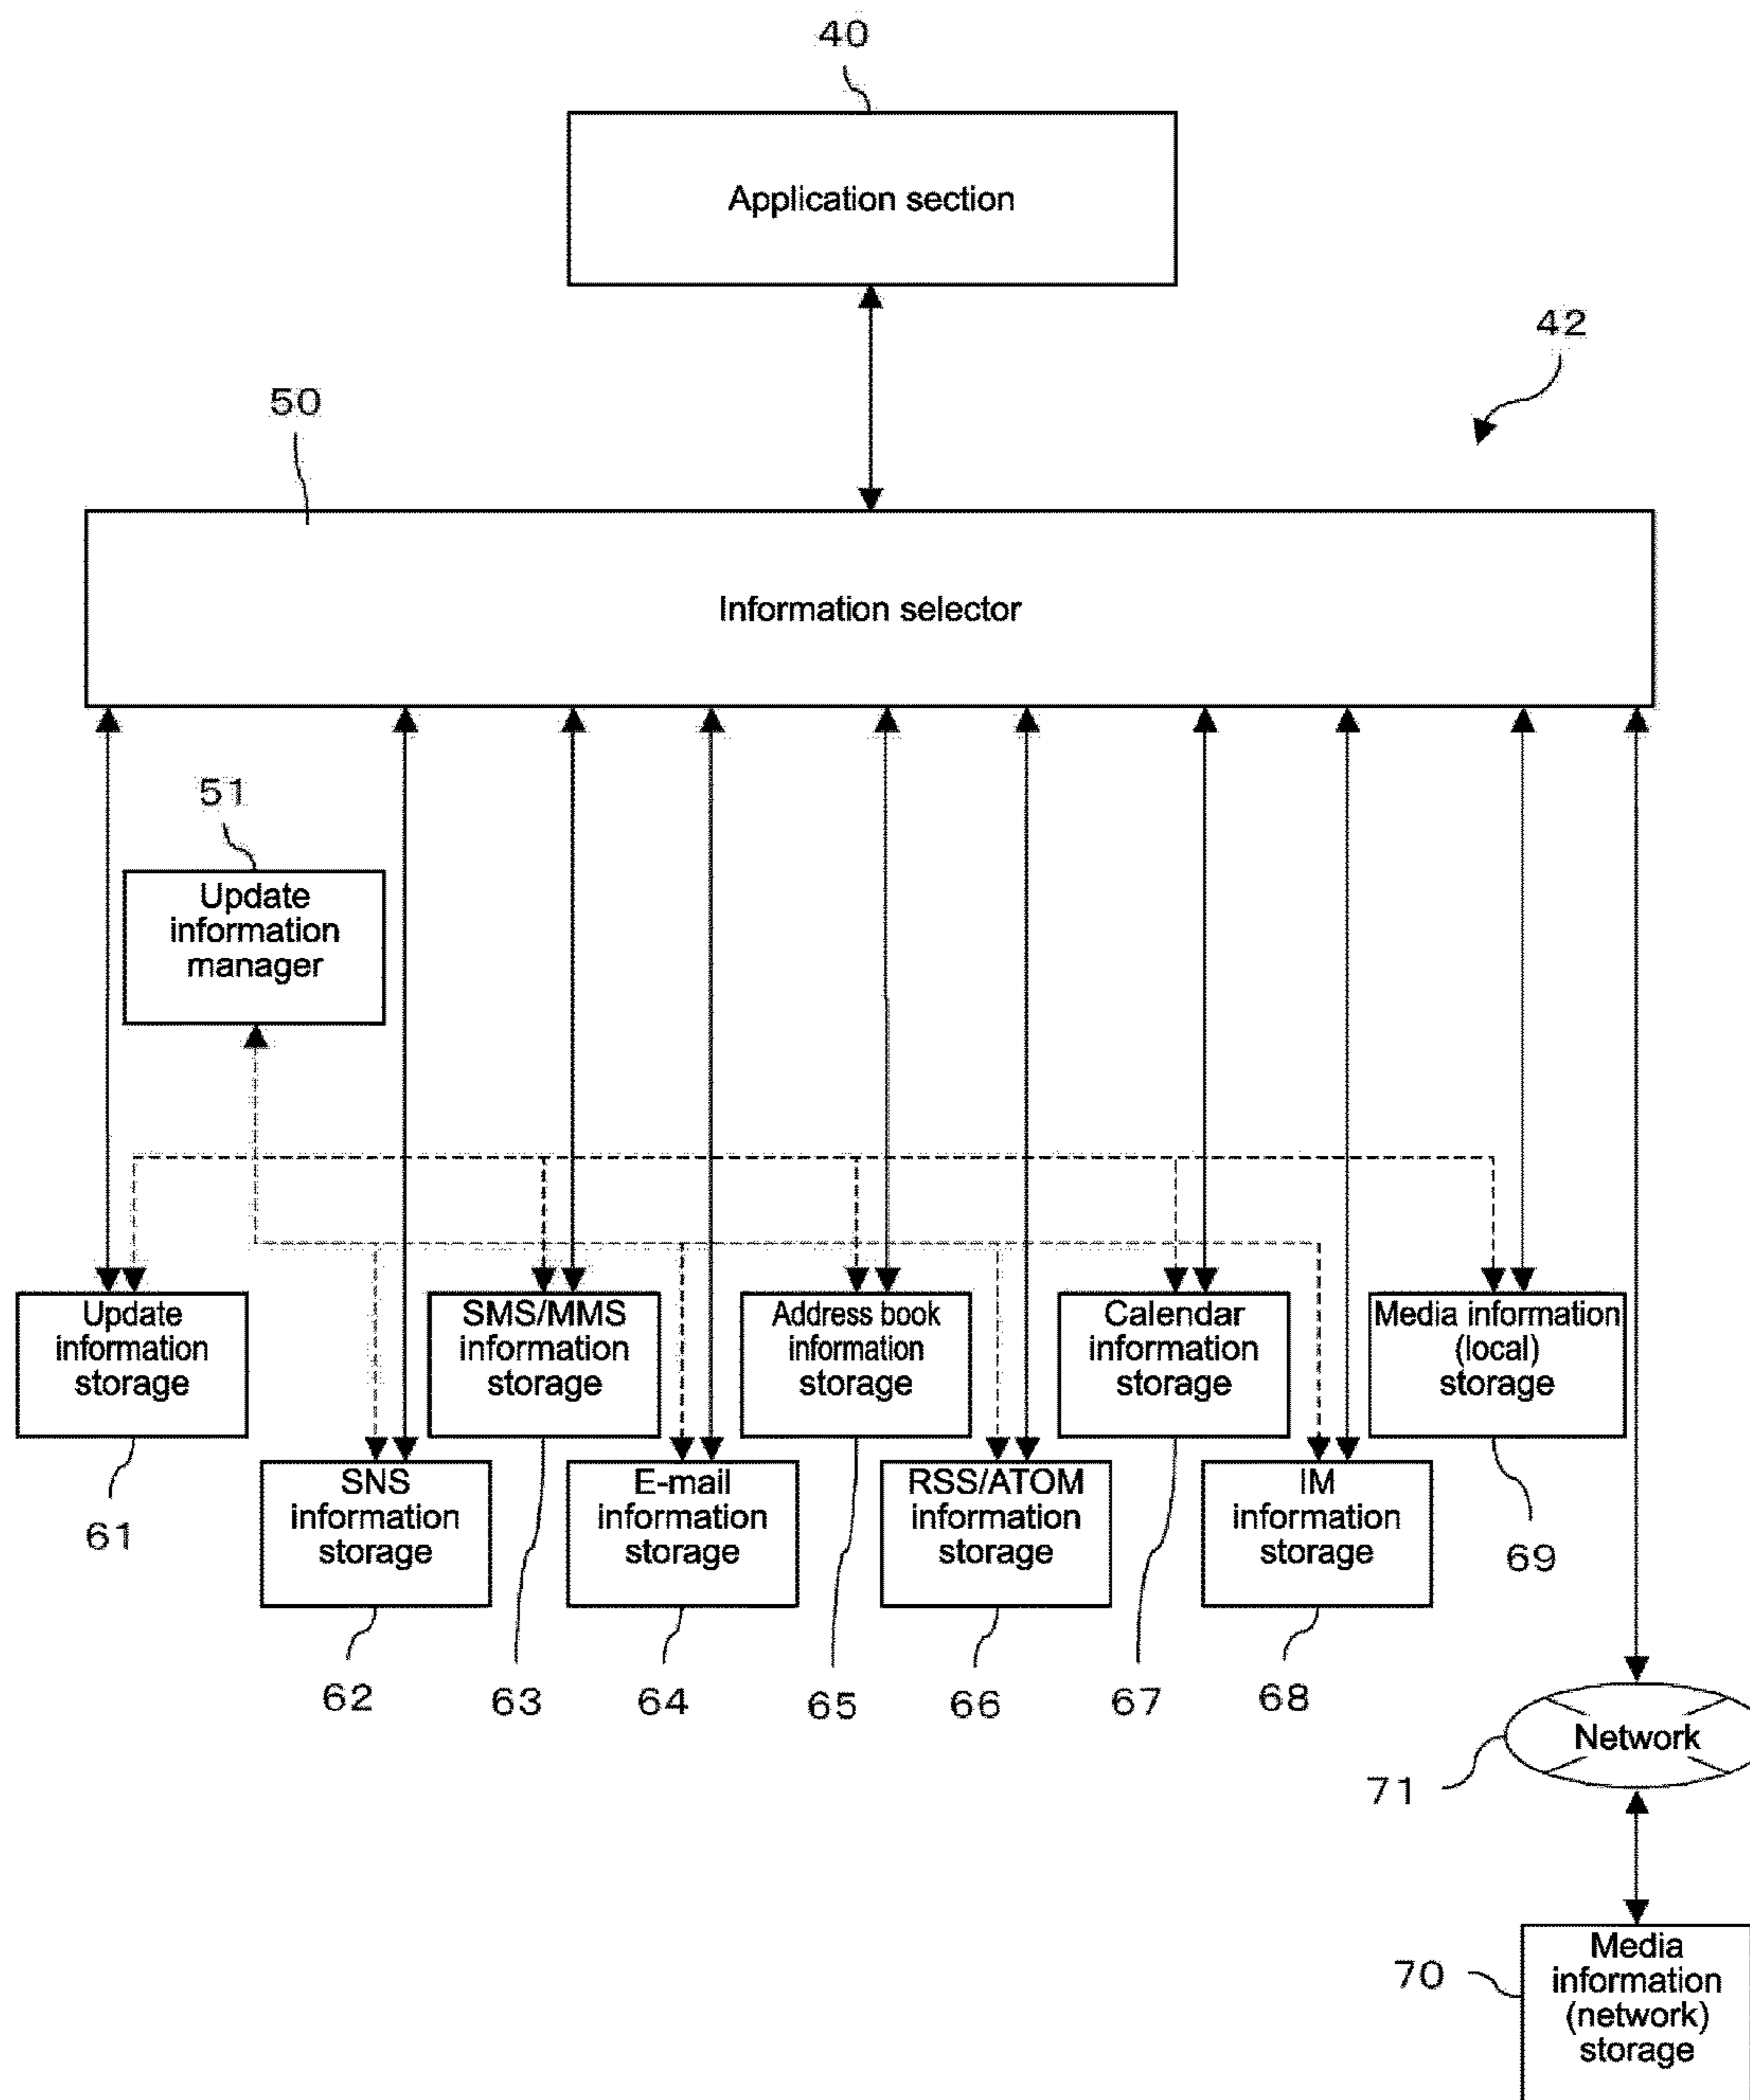 40
Application section
42
50
Information selector
51
Update
information
manager
Update
information
storage
SMS/MMS
information
storage
Address book
information
storage
Calendar
information
storage
Media information
(local)
storage
SNS
information
storage
E-mail
information
storage
RSS/ATOM
information
storage
IM
information
storage
61
69
62
63
64
65
66
67
68
Network
71
70
Media
information
(network)
storage